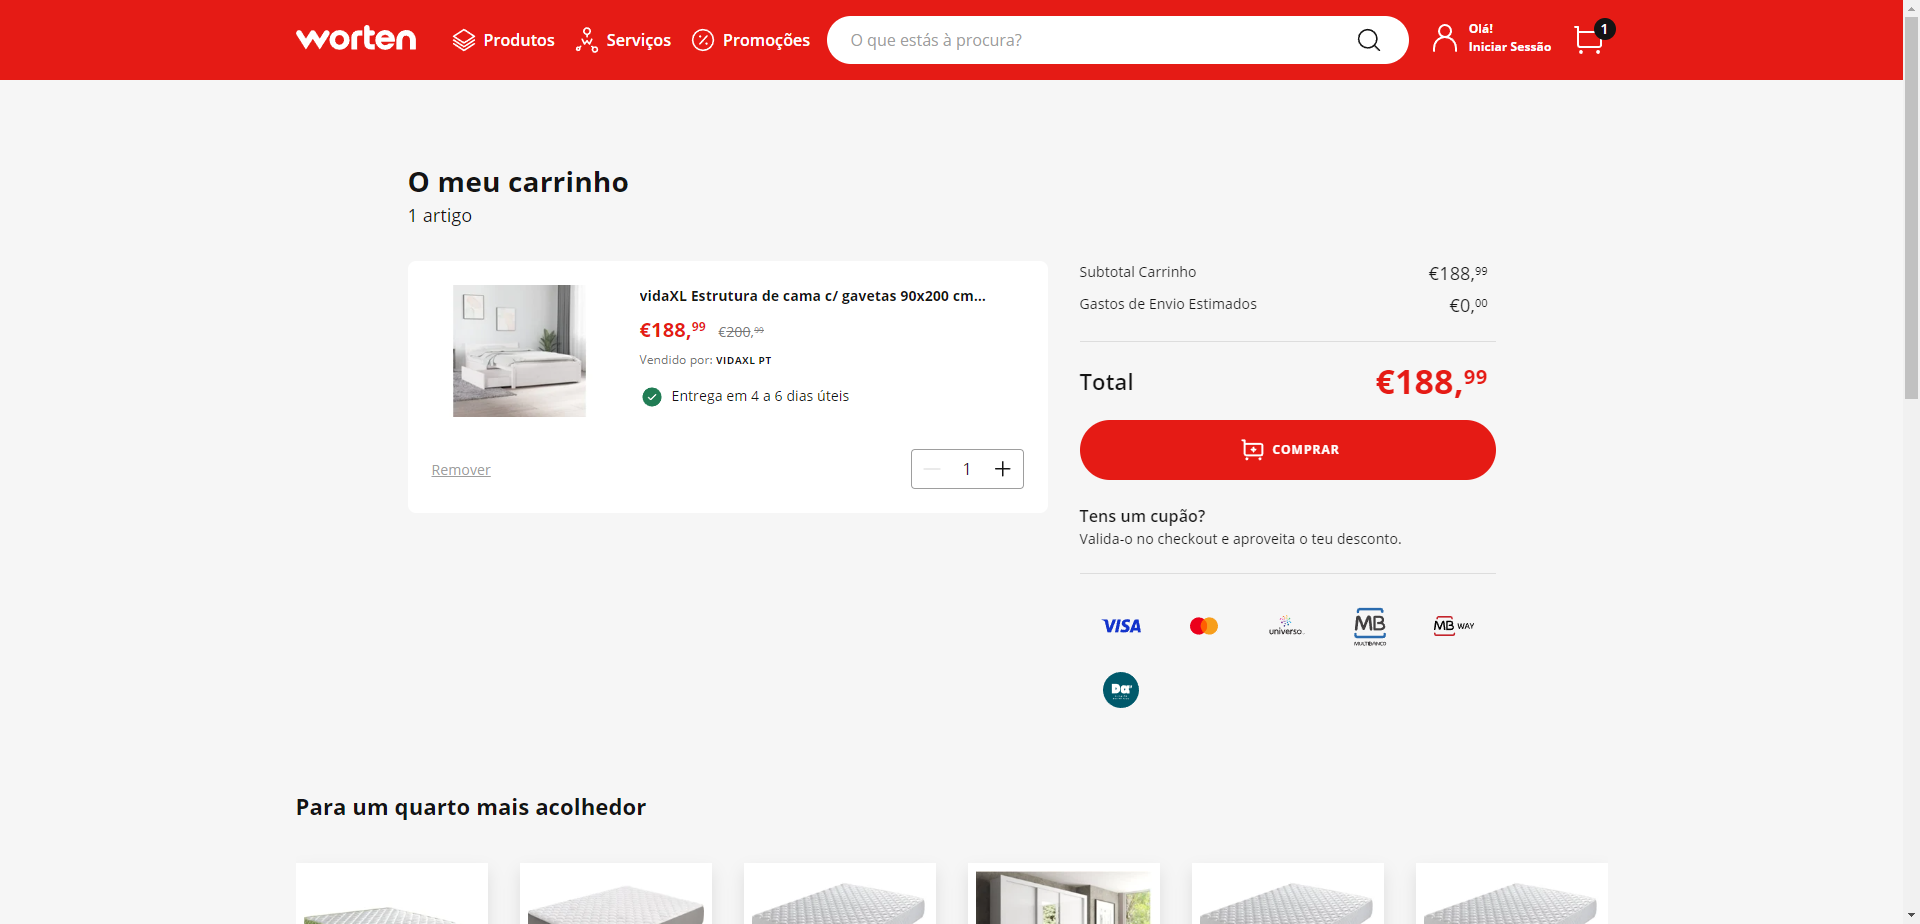 worten
Produtos
Serviços
Promoções
O que estás à procura?
Olá!
Iniciar Sessão
1
O meu carrinho
1 artigo
vidaXL Estrutura de cama c/ gavetas 90x200 cm...
€188,99 €200,99
Vendido por: VIDAXL PT
Entrega em 4 a 6 dias úteis
Remover
1
Subtotal Carrinho €188,99
Gastos de Envio Estimados €0,00
Total €188,99
COMPRAR
Tens um cupão?
Valida-o no checkout e aproveita o teu desconto.
VISA
universo
MB
MULTIBANCO
MB WAY
Da
Para um quarto mais acolhedor